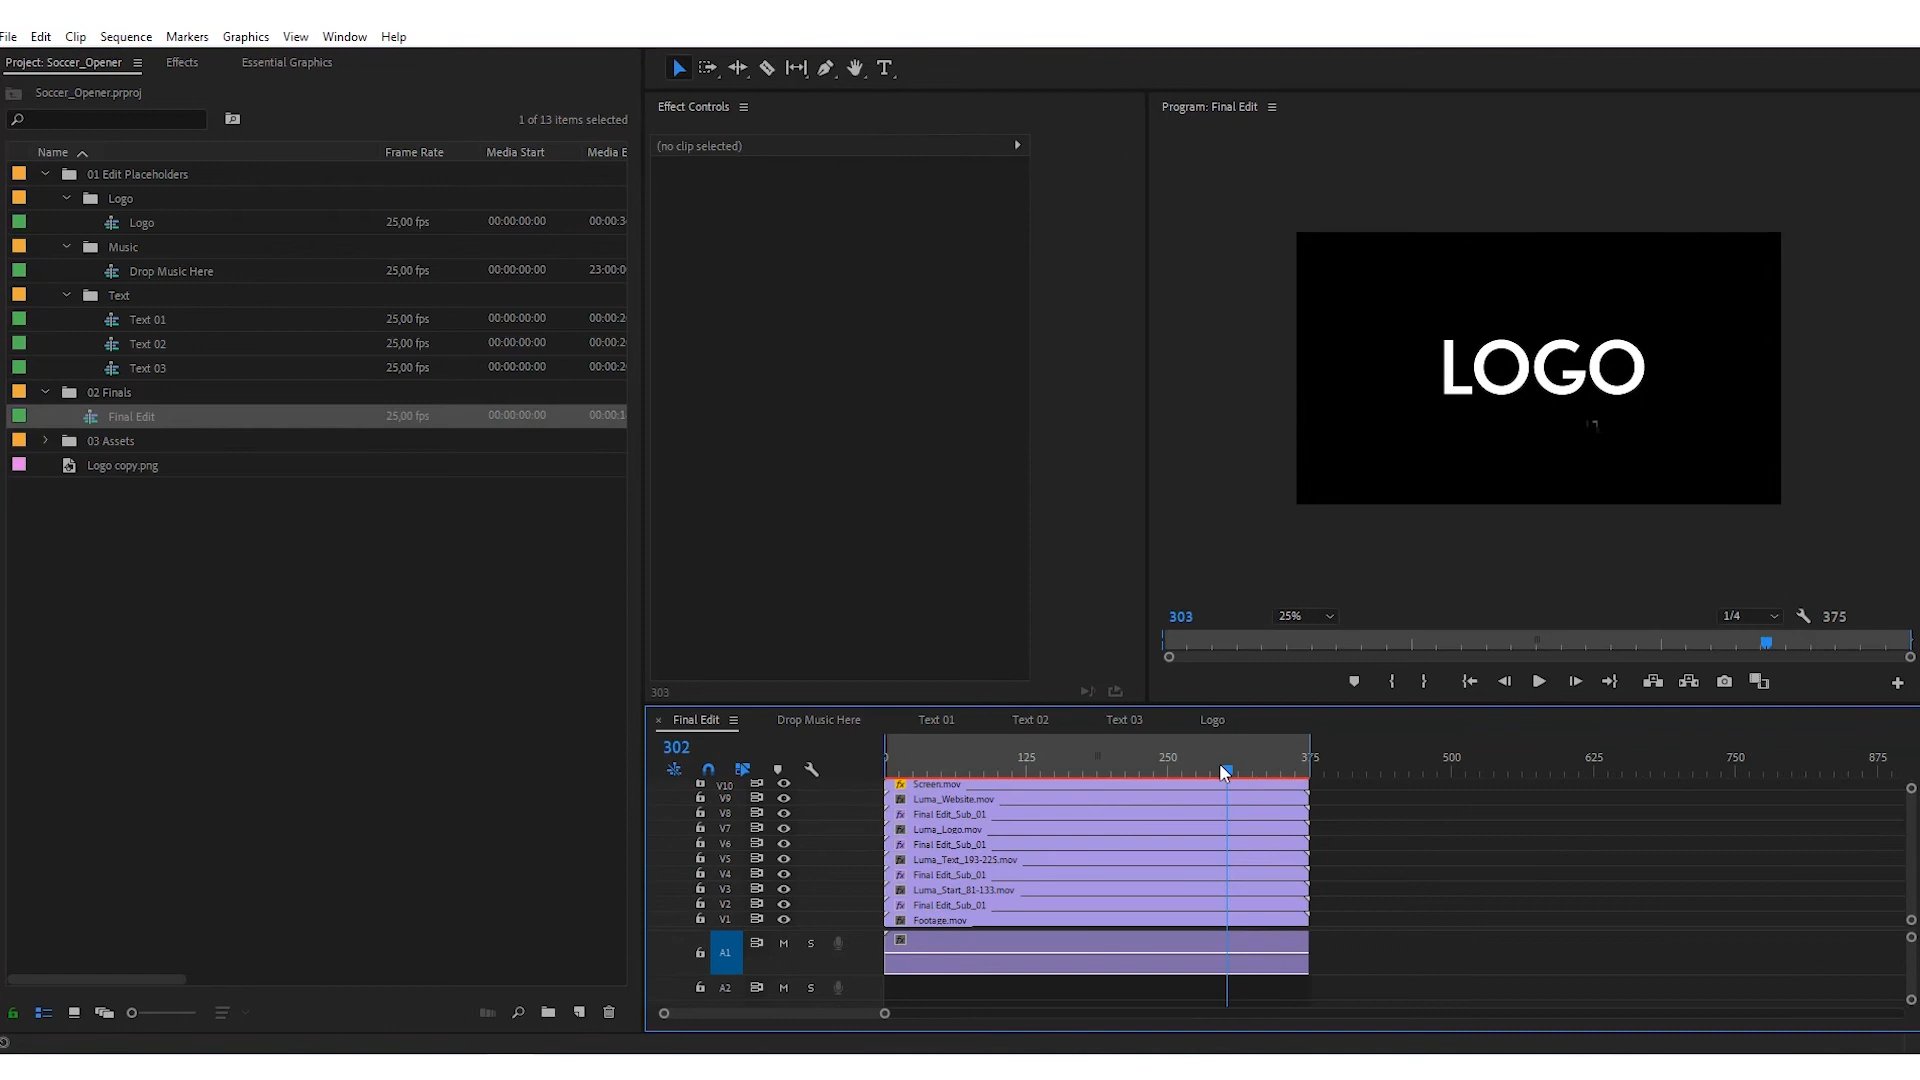 File Edit Clip Sequence Markers Graphics View Window Help
Project: Soccer_Opener Effects Essential Graphics
Soccer_Opener.prproj
1 of 13 items selected
Name Frame Rate Media Start Media E
01 Edit Placeholders
Logo
Logo 25,00 fps 00:00:00:00 00:00:3
Music
Drop Music Here 25,00 fps 00:00:00:00 23:00:0
Text
Text 01 25,00 fps 00:00:00:00 00:00:2
Text 02 25,00 fps 00:00:00:00 00:00:2
Text 03 25,00 fps 00:00:00:00 00:00:2
02 Finals
Final Edit 25,00 fps 00:00:00:00 00:00:1
03 Assets
Logo copy.png
Effect Controls
(no clip selected)
303
Program: Final Edit
LOGO
303 25% 1/4 375
Final Edit Drop Music Here Text 01 Text 02 Text 03 Logo
302
0 125 250 375 500 625 750 875
V10 Screen.mov
V9 Luma_Website.mov
V8 Final Edit_Sub_01
V7 Luma_Logo.mov
V6 Final Edit_Sub_01
V5 Luma_Text_193-225.mov
V4 Final Edit_Sub_01
V3 Luma_Start_81-133.mov
V2 Final Edit_Sub_01
V1 Footage.mov
A1 M S
A2 M S